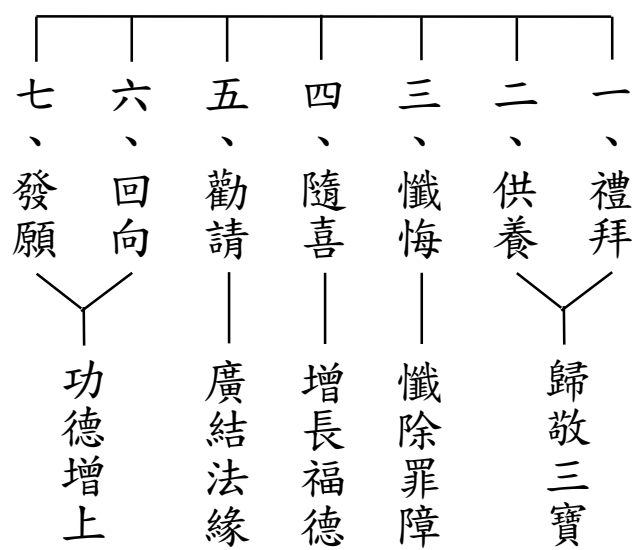 一、禮拜
二、供養
三、懺悔
四、隨喜
五、勸請
六、回向
七、發願
歸敬三寶
懺除罪障
增長福德
廣結法緣
功德增上